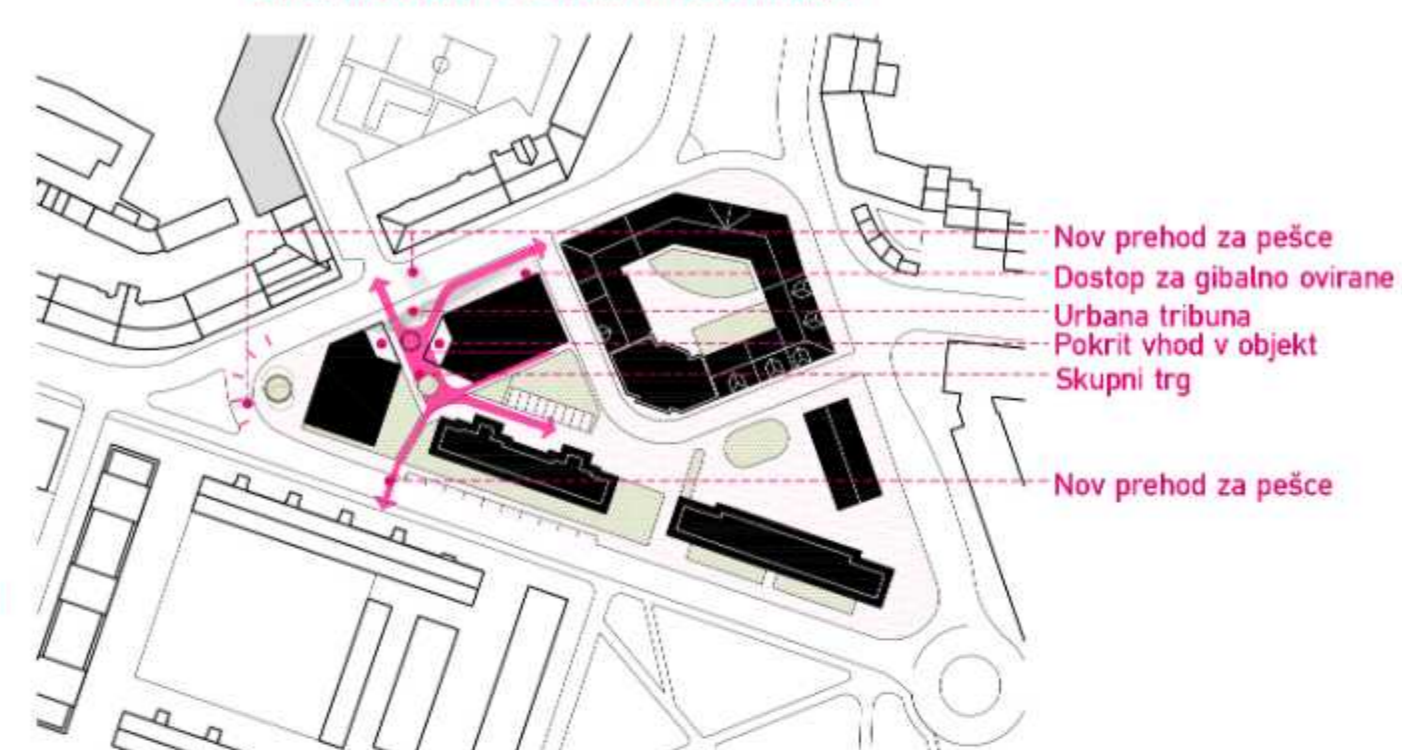 Nov prehod za pešce
Dostop za gibalno ovirane
Urbana tribuna
Pokrit vhod v objekt
Skupni trg
Nov prehod za pešce